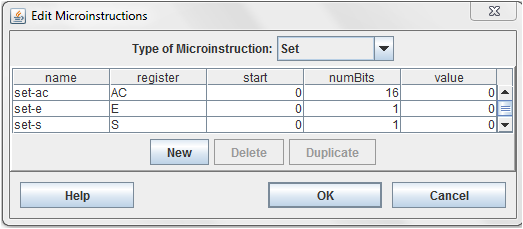 Edit Microinstructions
Type of Microinstruction: Set
name register start numBits value
set-ac AC 0 16 0
set-e E 0 1 0
set-s S 0 1 0
New Delete Duplicate
Help OK Cancel